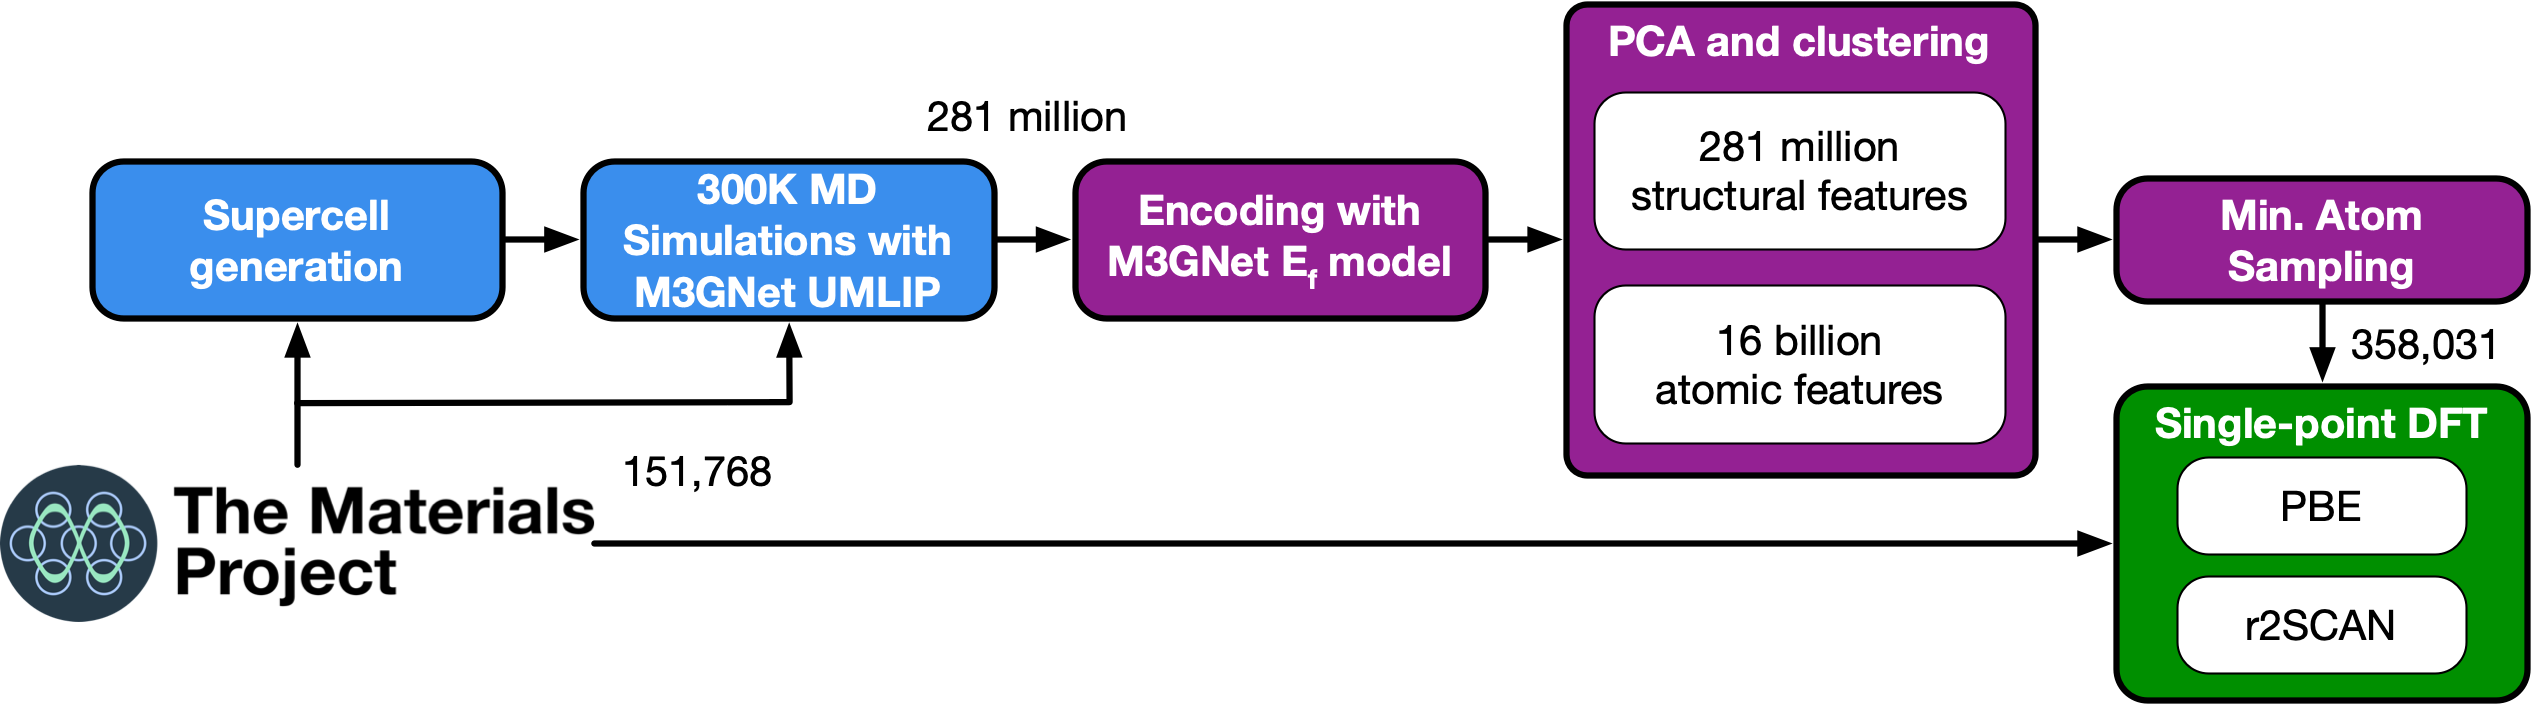 Supercell
generation
300K MD
Simulations with
M3GNet UMLIP
281 million
Encoding with
M3GNet Ef model
PCA and clustering
281 million
structural features
16 billion
atomic features
Min. Atom
Sampling
358,031
Single-point DFT
PBE
r2SCAN
151,768
The Materials
Project